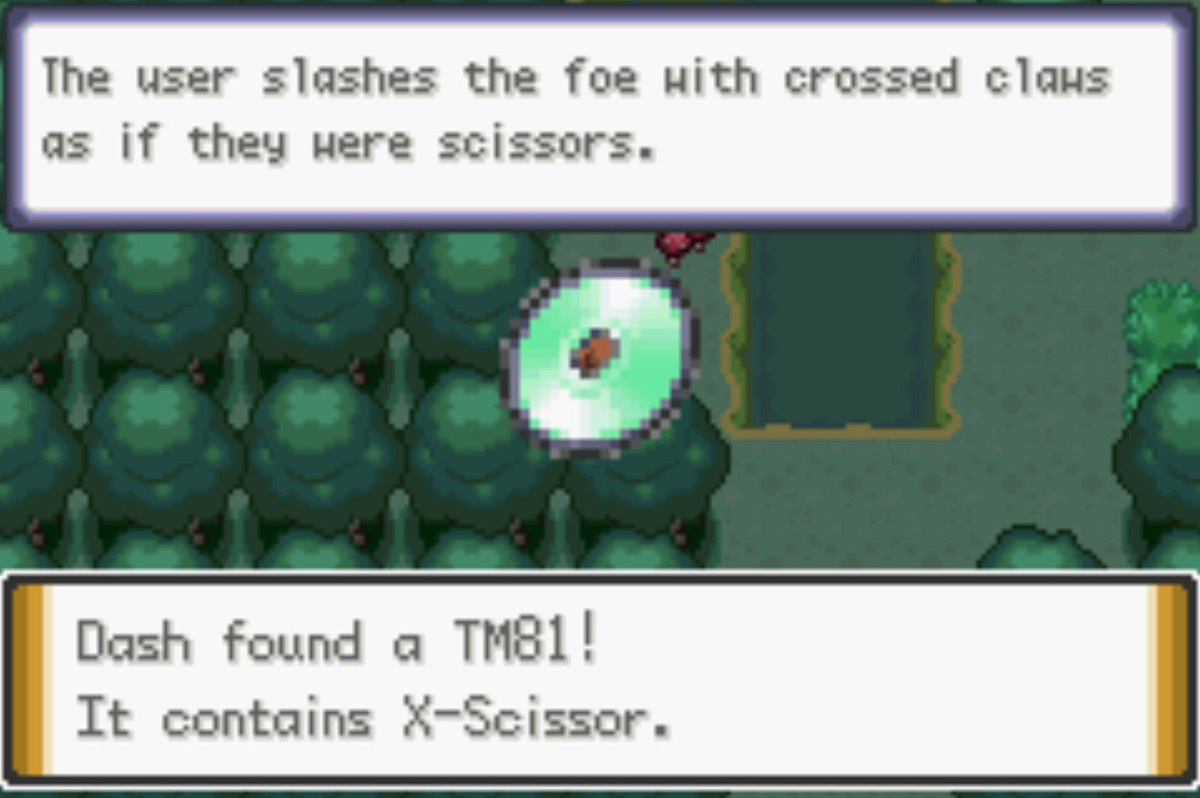 The user slashes the foe with crossed claws
as if they were scissors.
Dash found a TM81!
It contains X-Scissor.